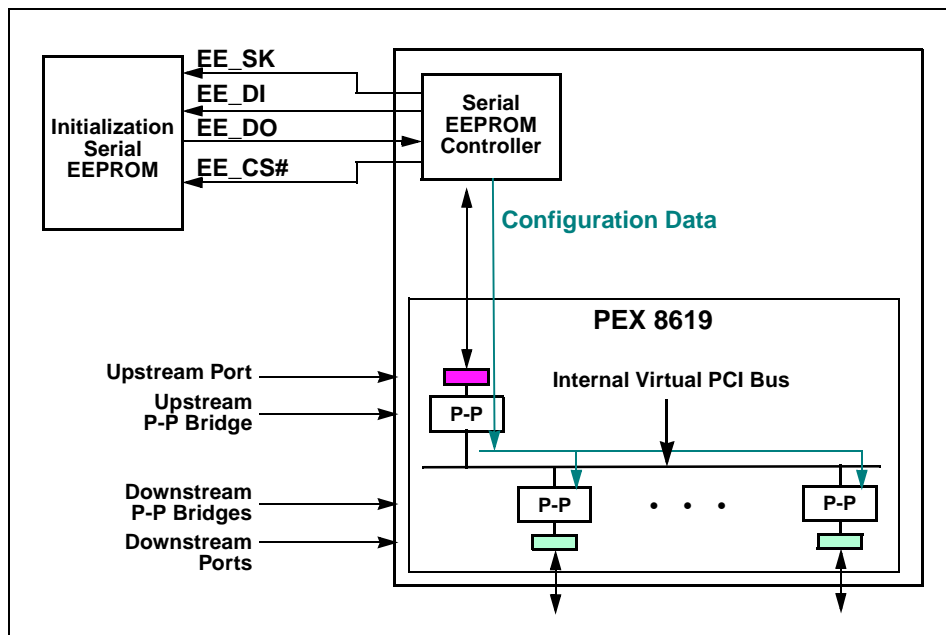 EE_SK
EE_DI
EE_DO
EE_CS#
Initialization
Serial
EEPROM
Serial
EEPROM
Controller
Configuration Data
PEX 8619
Upstream Port
Upstream
P-P Bridge
Internal Virtual PCI Bus
P-P
Downstream
P-P Bridges
Downstream
Ports
P-P
• • •
P-P